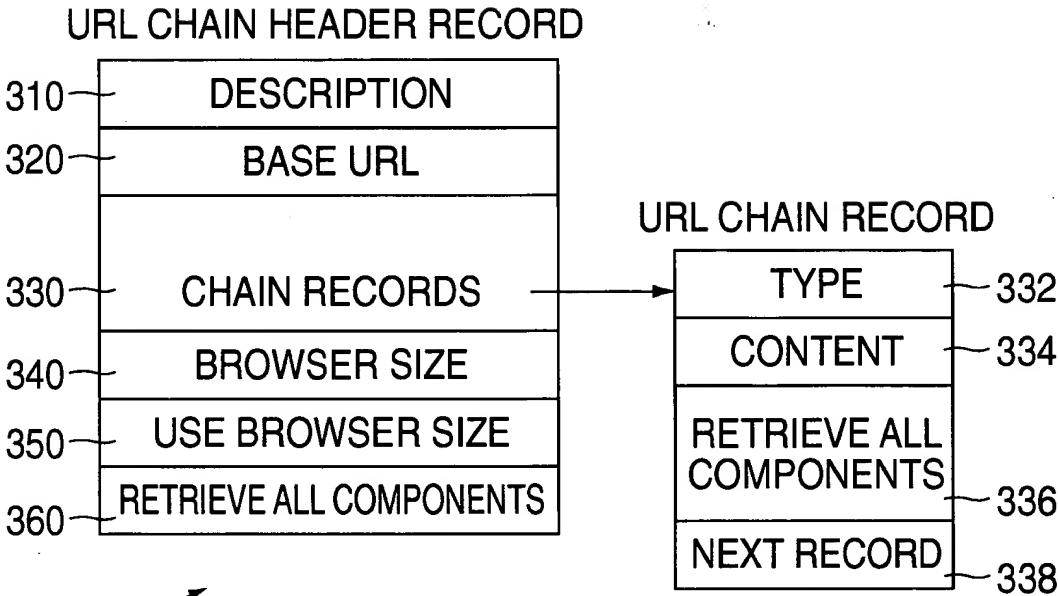 URL CHAIN HEADER RECORD
310 DESCRIPTION
320 BASE URL
330 CHAIN RECORDS
340 BROWSER SIZE
350 USE BROWSER SIZE
360 RETRIEVE ALL COMPONENTS
URL CHAIN RECORD
TYPE 332
CONTENT 334
RETRIEVE ALL
COMPONENTS 336
NEXT RECORD 338